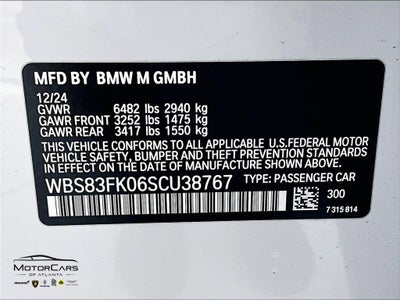 MFD BY BMW M GMBH
12/24
GVWR 6482 lbs 2940 kg
GAWR FRONT 3252 lbs 1475 kg
GAWR REAR 3417 lbs 1550 kg
THIS VEHICLE CONFORMS TO ALL APPLICABLE U.S.FEDERAL MOTOR
VEHICLE SAFETY, BUMPER AND THEFT PREVENTION STANDARDS
IN EFFECT ON THE DATE OF MANUFACTURE SHOWN ABOVE.
WBS83FK06SCU38767 TYPE: PASSENGER CAR
300
7 315 814
MOTORCARS
OF ATLANTA